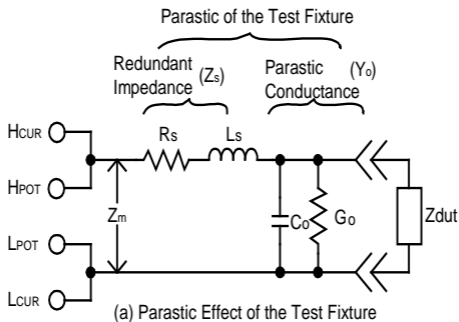 Parastic of the Test Fixture
Redundant
Impedance (Zs)
Parastic (Yo)
Conductance
HCUR
HPOT
LPOT
LCUR
Rs
Ls
Zm
Co
Go
Zdut
(a) Parastic Effect of the Test Fixture